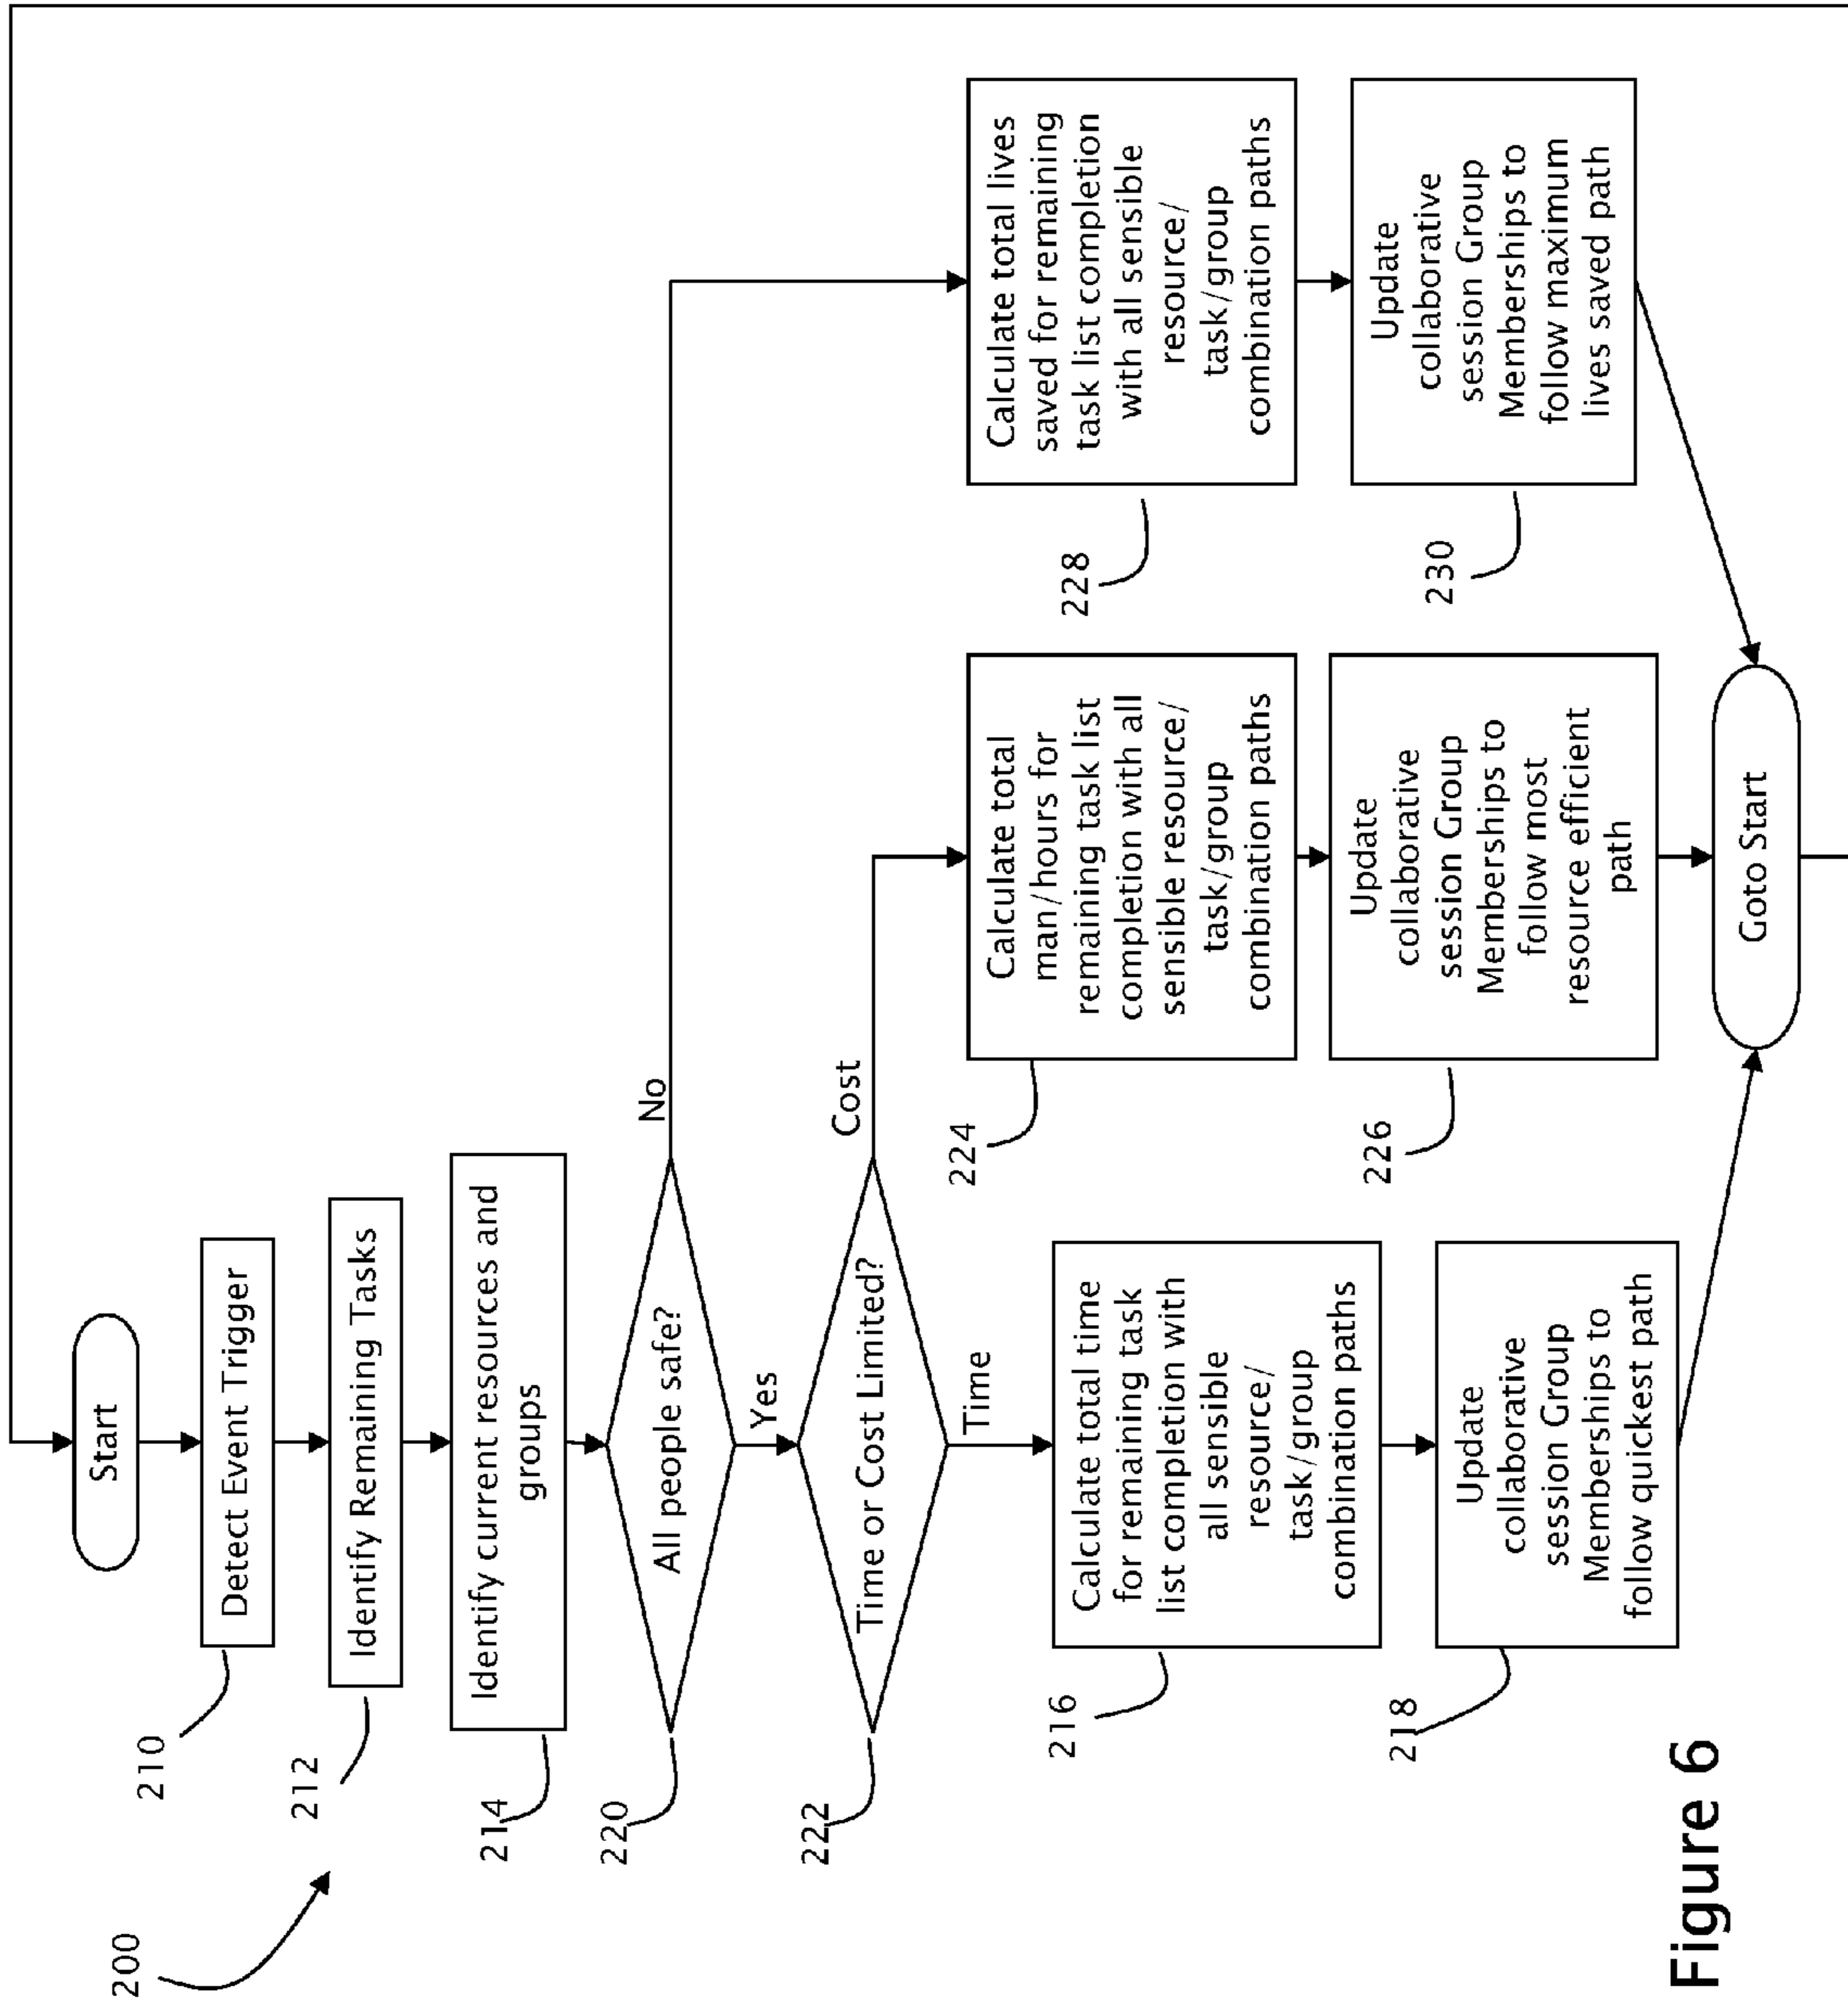 200
Start
210
Detect Event Trigger
212
Identify Remaining Tasks
214
Identify current resources and
groups
220
All people safe?
No
Yes
222
Time or Cost Limited?
Cost
Time
216
Calculate total time
for remaining task
list completion with
all sensible
resource/
task/group
combination paths
224
Calculate total
man/hours for
remaining task list
completion with all
sensible resource/
task/group
combination paths
228
Calculate total lives
saved for remaining
task list completion
with all sensible
resource/
task/group
combination paths
218
Update
collaborative
session Group
Memberships to
follow quickest path
226
Update
collaborative
session Group
Memberships to
follow most
resource efficient
path
230
Update
collaborative
session Group
Memberships to
follow maximum
lives saved path
Goto Start
Figure 6